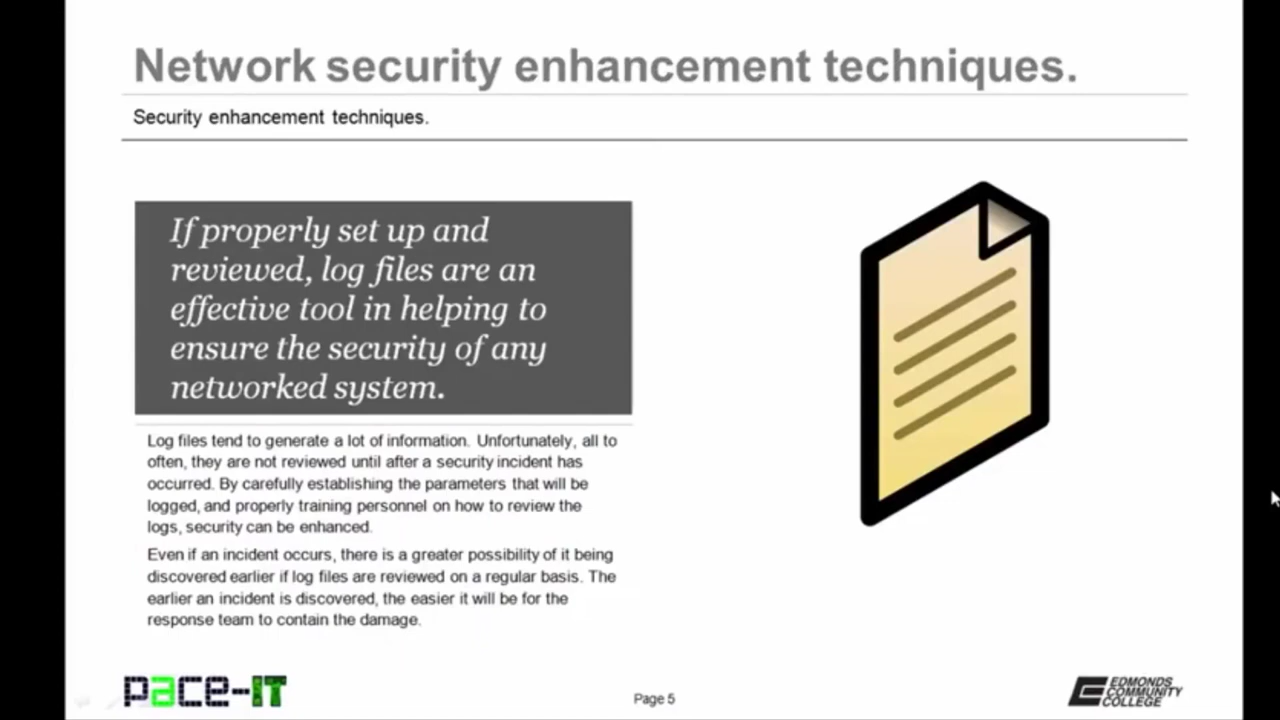 Network security enhancement techniques.
Security enhancement techniques.
If properly set up and
reviewed, log files are an
effective tool in helping to
ensure the security of any
networked system.
Log files tend to generate a lot of information. Unfortunately, all to
often, they are not reviewed until after a security incident has
occurred. By carefully establishing the parameters that will be
logged, and properly training personnel on how to review the
logs, security can be enhanced.
Even if an incident occurs, there is a greater possibility of it being
discovered earlier if log files are reviewed on a regular basis. The
earlier an incident is discovered, the easier it will be for the
response team to contain the damage.
PACE-IT
Page 5
EDMONDS
COMMUNITY
COLLEGE